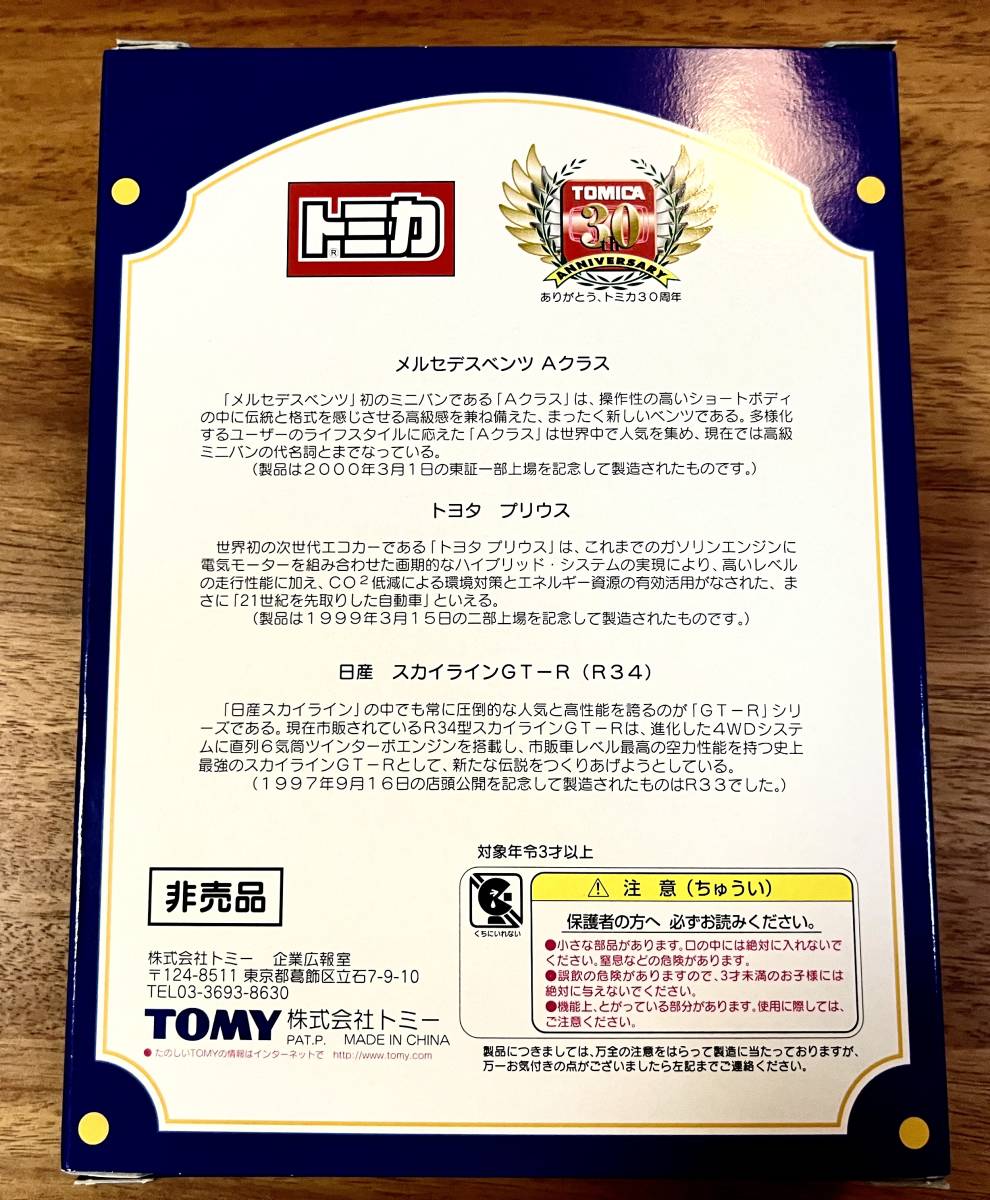 トミカ
®
TOMICA
30th
ANNIVERSARY
ありがとう、トミカ30周年
メルセデスベンツ Aクラス
「メルセデスベンツ」初のミニバンである「Aクラス」は、操作性の高いショートボディ
の中に伝統と格式を感じさせる高級感を兼ね備えた、まったく新しいベンツである。多様化
するユーザーのライフスタイルに応えた「Aクラス」は世界中で人気を集め、現在では高級
ミニバンの代名詞とまでなっている。
(製品は2000年3月1日の東証一部上場を記念して製造されたものです。)
トヨタ プリウス
世界初の次世代エコカーである「トヨタ プリウス」は、これまでのガソリンエンジンに
電気モーターを組み合わせた画期的なハイブリッド・システムの実現により、高いレベル
の走行性能に加え、CO2低減による環境対策とエネルギー資源の有効活用がなされた、ま
さに「21世紀を先取りした自動車」といえる。
(製品は1999年3月15日の二部上場を記念して製造されたものです。)
日産 スカイラインGT-R(R34)
「日産スカイライン」の中でも常に圧倒的な人気と高性能を誇るのが「GT-R」シリ
ーズである。現在市販されているR34型スカイラインGT-Rは、進化した4WDシステ
ムに直列6気筒ツインターボエンジンを搭載し、市販車レベル最高の空力性能を持つ史上
最強のスカイラインGT-Rとして、新たな伝説をつくりあげようとしている。
(1997年9月16日の店頭公開を記念して製造されたものはR33でした。)
対象年令3才以上
非売品
くちにいれない
⚠ 注 意(ちゅうい)
保護者の方へ 必ずお読みください。
●小さな部品があります。口の中には絶対に入れないで
ください。窒息などの危険があります。
●誤飲の危険がありますので、3才未満のお子様には
絶対に与えないでください。
●機能上、とがっている部分があります。使用に際しては、
ご注意ください。
株式会社トミー 企業広報室
〒124-8511 東京都葛飾区立石7-9-10
TEL03-3693-8630
TOMY 株式会社トミー
PAT.P. MADE IN CHINA
●たのしいTOMYの情報はインターネットで http://www.tomy.com
製品につきましては、万全の注意をはらって製造に当たっておりますが、
万一お気付きの点がございましたら左記までご連絡ください。